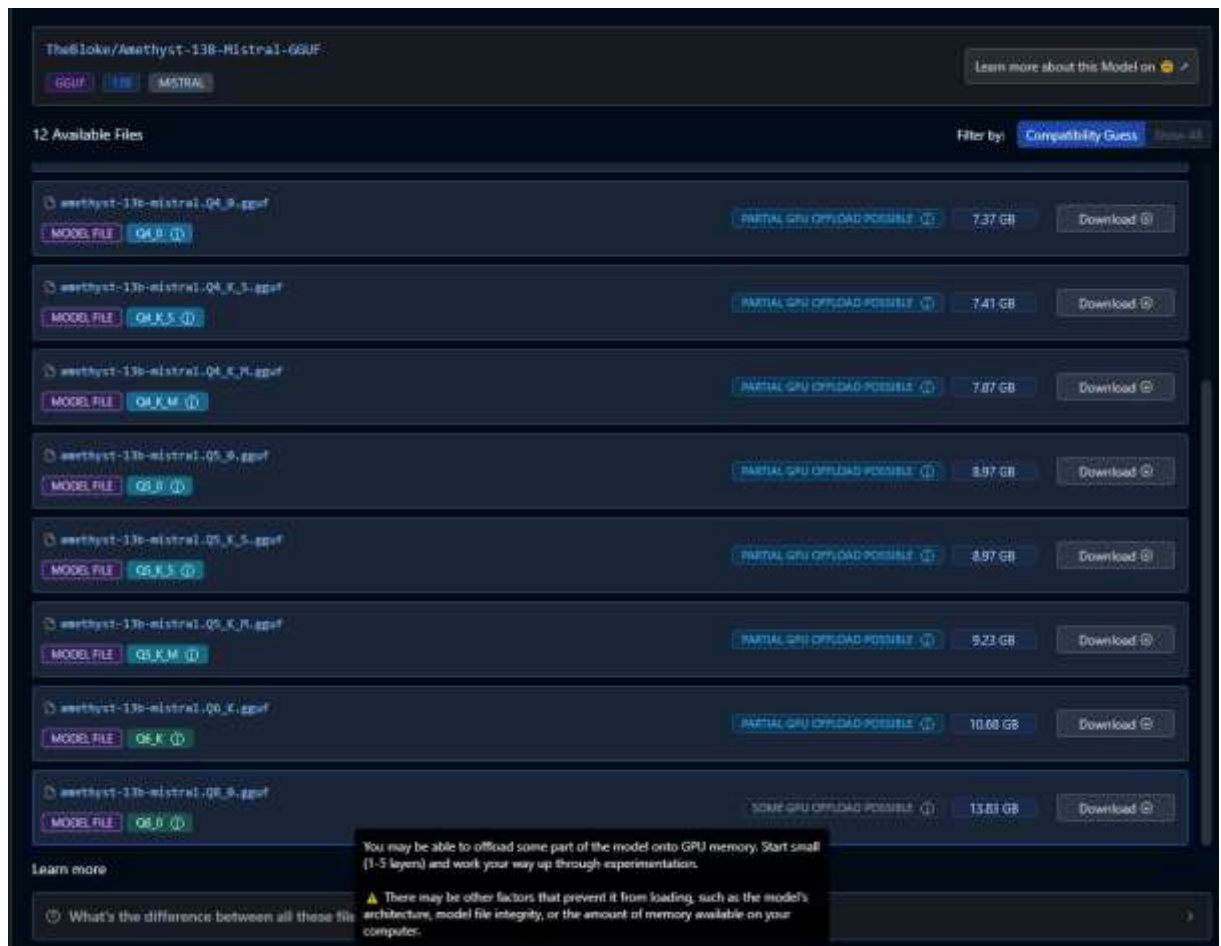 TheBloke/Amethyst-13B-Mistral-GGUF
GGUF 13B MISTRAL
Learn more about this Model on
12 Available Files
Filter by: Compatibility Guess Show All
amethyst-13b-mistral.Q4_0.gguf
MODEL FILE Q4_0
PARTIAL GPU OFFLOAD POSSIBLE 7.37 GB Download
amethyst-13b-mistral.Q4_K_S.gguf
MODEL FILE Q4_K_S
PARTIAL GPU OFFLOAD POSSIBLE 7.41 GB Download
amethyst-13b-mistral.Q4_K_M.gguf
MODEL FILE Q4_K_M
PARTIAL GPU OFFLOAD POSSIBLE 7.87 GB Download
amethyst-13b-mistral.Q5_0.gguf
MODEL FILE Q5_0
PARTIAL GPU OFFLOAD POSSIBLE 8.97 GB Download
amethyst-13b-mistral.Q5_K_S.gguf
MODEL FILE Q5_K_S
PARTIAL GPU OFFLOAD POSSIBLE 8.97 GB Download
amethyst-13b-mistral.Q5_K_M.gguf
MODEL FILE Q5_K_M
PARTIAL GPU OFFLOAD POSSIBLE 9.23 GB Download
amethyst-13b-mistral.Q6_K.gguf
MODEL FILE Q6_K
PARTIAL GPU OFFLOAD POSSIBLE 10.68 GB Download
amethyst-13b-mistral.Q8_0.gguf
MODEL FILE Q8_0
SOME GPU OFFLOAD POSSIBLE 13.83 GB Download
You may be able to offload some part of the model onto GPU memory. Start small
(1-5 layers) and work your way up through experimentation.
There may be other factors that prevent it from loading, such as the model's
architecture, model file integrity, or the amount of memory available on your
computer.
Learn more
What's the difference between all these